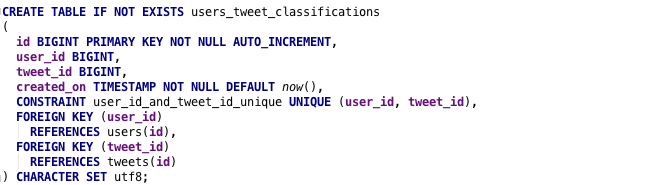 CREATE TABLE IF NOT EXISTS users_tweet_classifications
(
id BIGINT PRIMARY KEY NOT NULL AUTO_INCREMENT,
user_id BIGINT,
tweet_id BIGINT,
created_on TIMESTAMP NOT NULL DEFAULT now(),
CONSTRAINT user_id_and_tweet_id_unique UNIQUE (user_id, tweet_id),
FOREIGN KEY (user_id)
REFERENCES users(id),
FOREIGN KEY (tweet_id)
REFERENCES tweets(id)
) CHARACTER SET utf8;